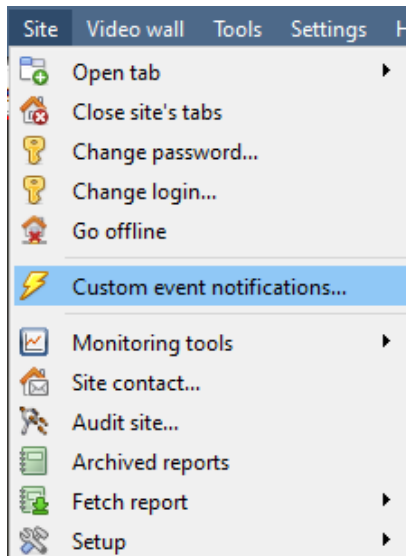 Site Video wall Tools Settings H
Open tab
Close site's tabs
Change password...
Change login...
Go offline
Custom event notifications...
Monitoring tools
Site contact...
Audit site...
Archived reports
Fetch report
Setup